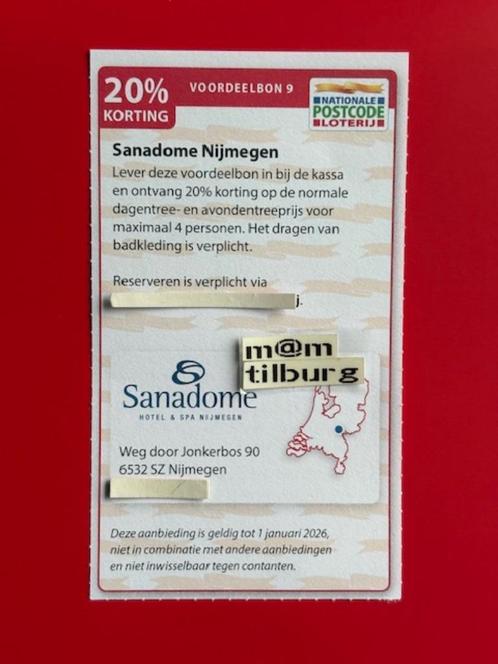 20%
KORTING
VOORDEELBON 9
NATIONALE
POSTCODE
LOTERIJ
Sanadome Nijmegen
Lever deze voordeelbon in bij de kassa
en ontvang 20% korting op de normale
dagentree- en avondentreeprijs voor
maximaal 4 personen. Het dragen van
badkleding is verplicht.
Reserveren is verplicht via
j.
m@m
tilburg
Sanadome
HOTEL & SPA NIJMEGEN
Weg door Jonkerbos 90
6532 SZ Nijmegen
Deze aanbieding is geldig tot 1 januari 2026,
niet in combinatie met andere aanbiedingen
en niet inwisselbaar tegen contanten.